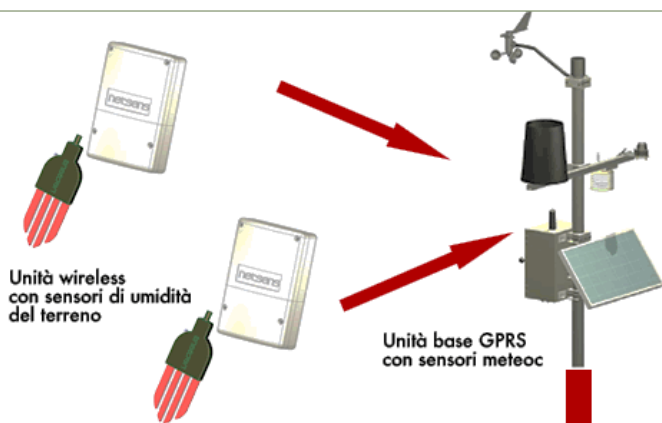 netsens
netsens
Unità wireless
con sensori di umidità
del terreno
Unità base GPRS
con sensori meteoc